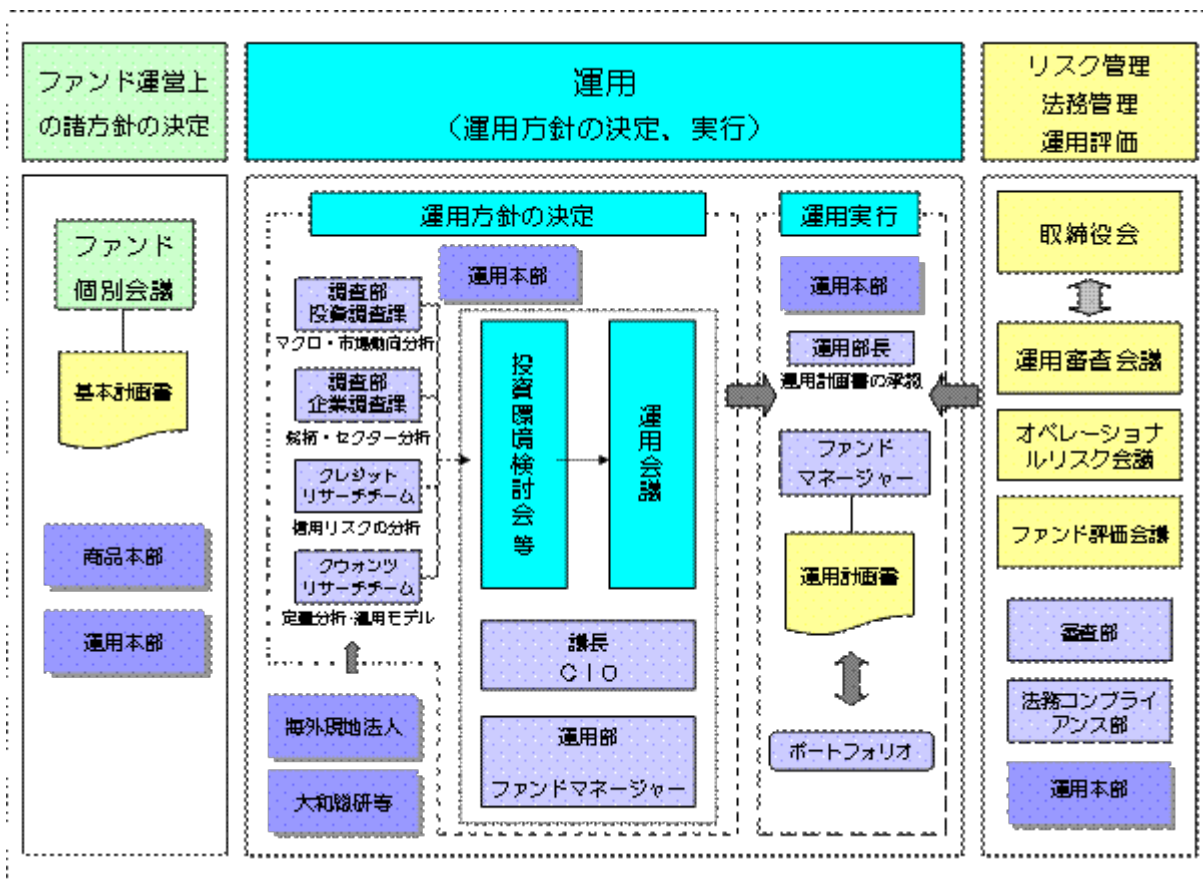 ファンド運営上
の諸方針の決定
ファンド
個別会議
基本計画書
商品本部
運用本部
運用
（運用方針の決定、実行）
運用方針の決定
運用本部
調査部
投資調査課
マクロ・市場動向分析
調査部
企業調査課
銘柄・セクター分析
クレジット
リサーチチーム
信用リスクの分析
クウォンツ
リサーチチーム
定量分析・運用モデル
海外現地法人
大和総研等
投資環境検討会等
運用会議
議長
ＣＩＯ
運用部
ファンドマネージャー
運用実行
運用本部
運用部長
運用計画書の承認
ファンド
マネージャー
運用計画書
ポートフォリオ
リスク管理
法務管理
運用評価
取締役会
運用審査会議
オペレーショナ
ルリスク会議
ファンド評価会議
審査部
法務コンプライ
アンス部
運用本部